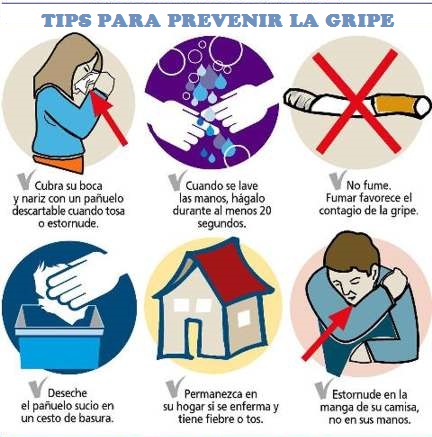 TIPS PARA PREVENIR LA GRIPE
Cubra su boca
y nariz con un pañuelo
descartable cuando tosa
o estornude.
Cuando se lave
las manos, hágalo
durante al menos 20
segundos.
No fume.
Fumar favorece el
contagio de la gripe.
Deseche
el pañuelo sucio en
un cesto de basura.
Permanezca en
su hogar si se enferma y
tiene fiebre o tos.
Estornude en la
manga de su camisa,
no en sus manos.